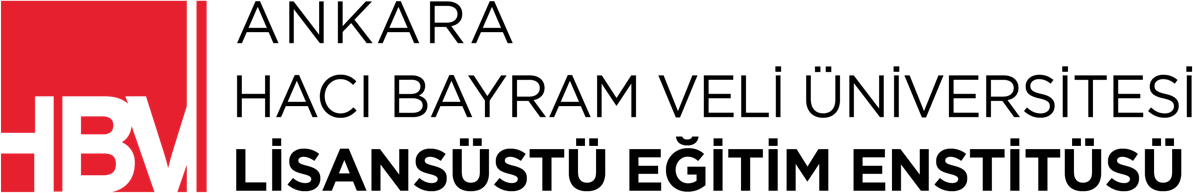 HBV
ANKARA
HACI BAYRAM VELİ ÜNİVERSİTESİ
LİSANSÜSTÜ EĞİTİM ENSTİTÜSÜ